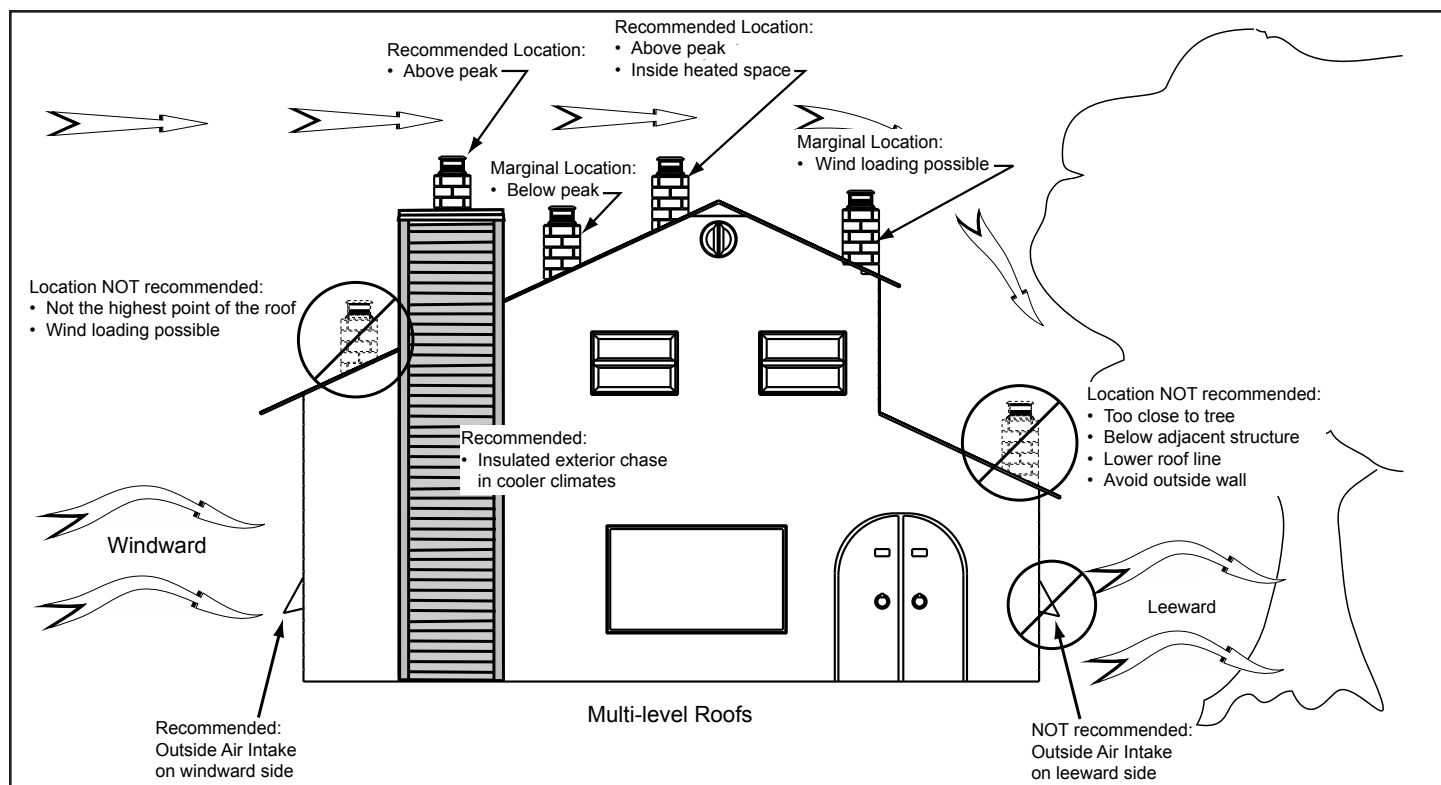 Recommended Location:
• Above peak
Recommended Location:
• Above peak
• Inside heated space
Marginal Location:
• Wind loading possible
Marginal Location:
• Below peak
Location NOT recommended:
• Not the highest point of the roof
• Wind loading possible
Location NOT recommended:
• Too close to tree
• Below adjacent structure
• Lower roof line
• Avoid outside wall
Recommended:
• Insulated exterior chase
in cooler climates
Windward
Leeward
Multi-level Roofs
Recommended:
Outside Air Intake
on windward side
NOT recommended:
Outside Air Intake
on leeward side